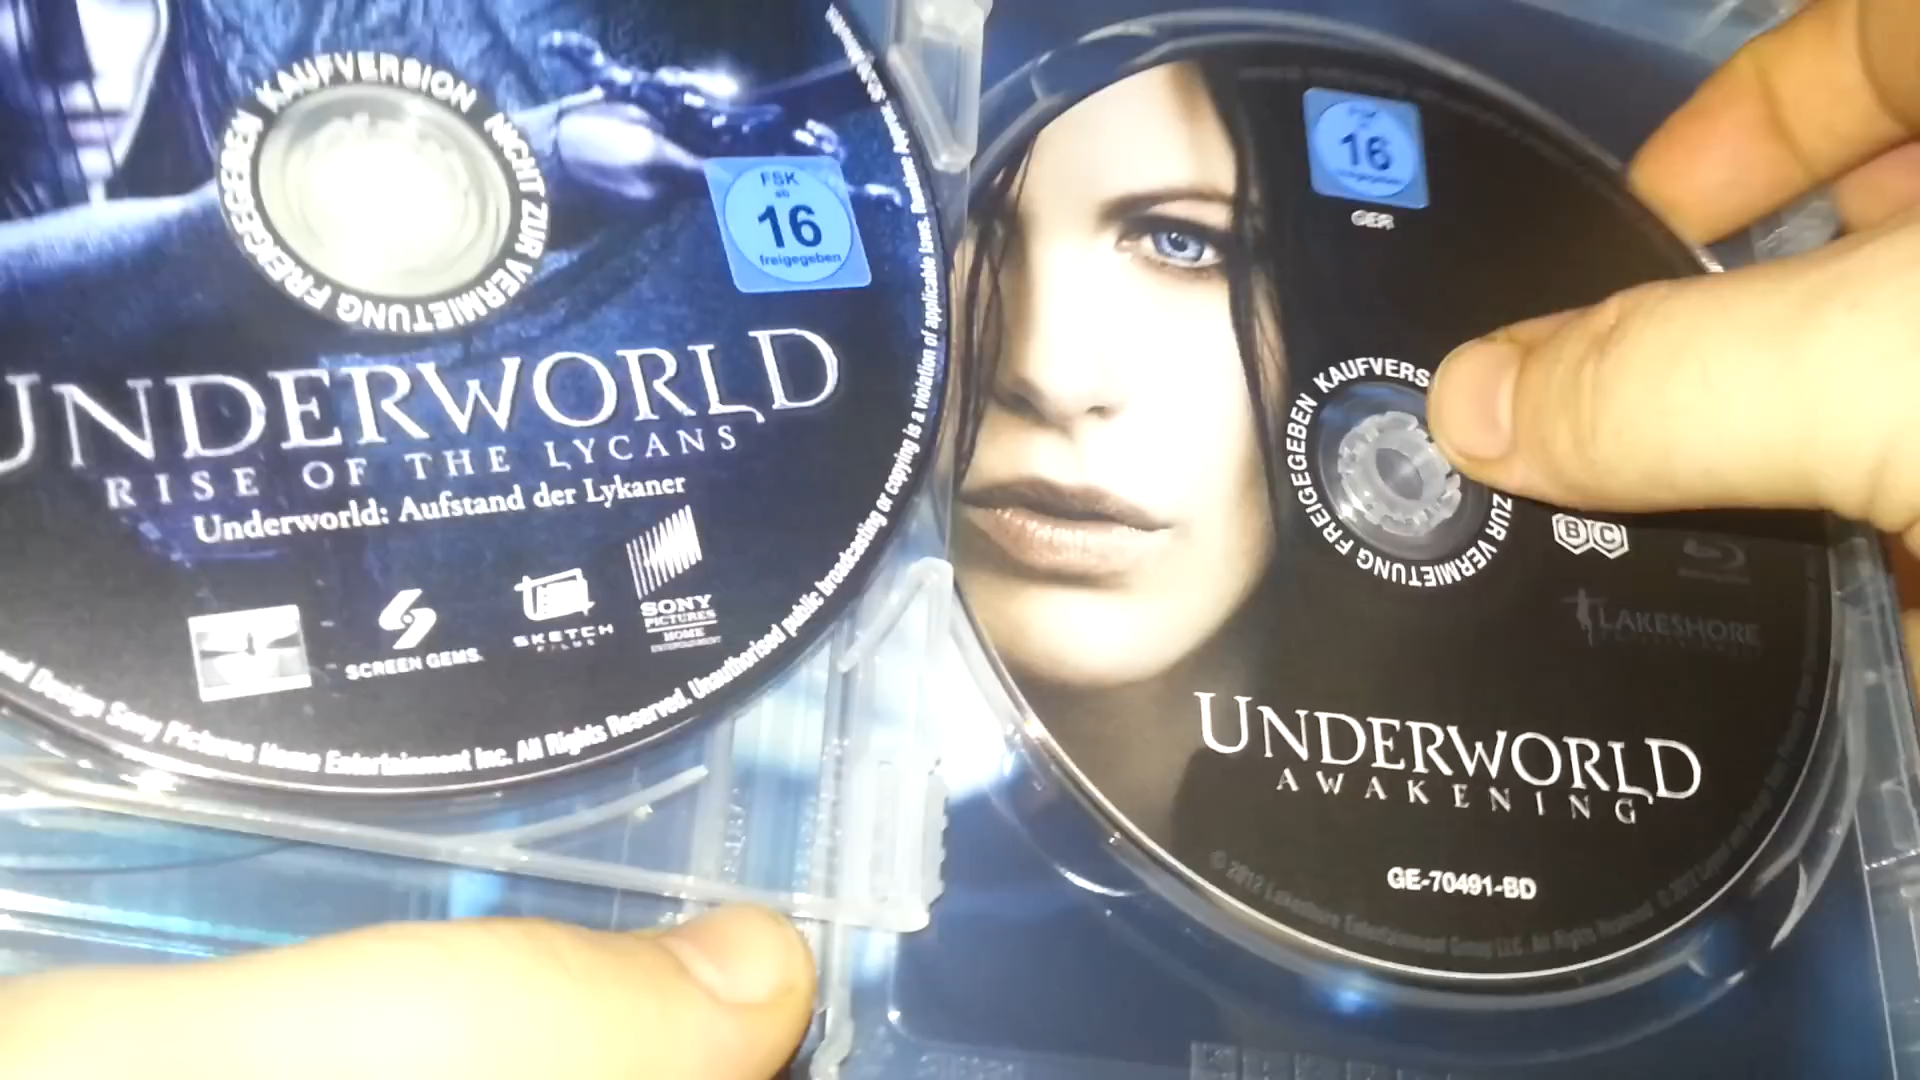 KAUFVERSION NICHT ZUR VERMIETUNG FREIGEGEBEN
FSK
ab
16
freigegeben
UNDERWORLD
RISE OF THE LYCANS
Underworld: Aufstand der Lykaner
SCREEN GEMS
SKETCH
FILMS
SONY
PICTURES
HOME
ENTERTAINMENT
Design Sony Pictures Home Entertainment Inc. All Rights Reserved. Unauthorised public broadcasting or copying is a violation of applicable laws.
16
freigegeben
GER
KAUFVERS
ZUR VERMIETUNG FREIGEGEBEN
B C
LAKESHORE
UNDERWORLD
AWAKENING
GE-70491-BD
© 2012 Lakeshore Entertainment Group LLC. All Rights Reserved